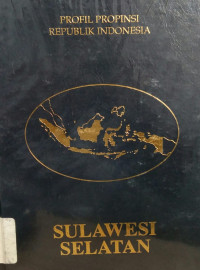 PROFIL PROPINSI
REPUBLIK INDONESIA
SULAWESI
SELATAN